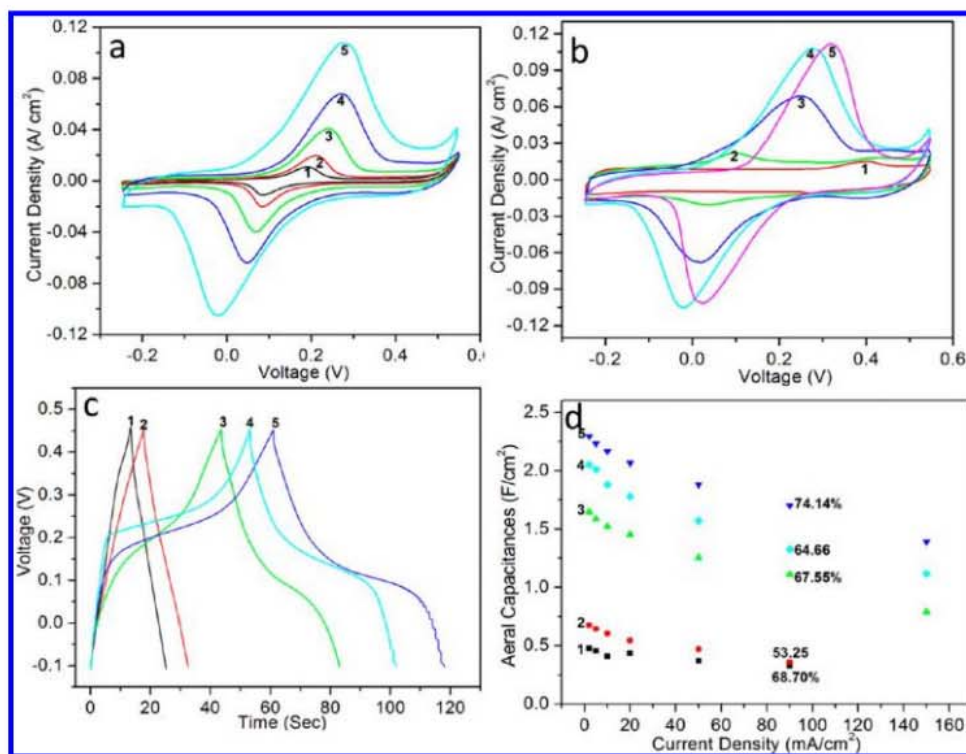 a
0.12
0.08
0.04
0.00
-0.04
-0.08
-0.12
Current Density (A/ cm²)
5
4
3
2
1
-0.2 0.0 0.2 0.4 0.6
Voltage (V)
b
0.12
0.09
0.06
0.03
0.00
-0.03
-0.06
-0.09
-0.12
Current Density (A/ cm²)
4 5
3
2
1
-0.2 0.0 0.2 0.4 0.6
Voltage (V)
c
0.5
0.4
0.3
0.2
0.1
0.0
-0.1
Voltage (V)
1 2 3 4 5
0 20 40 60 80 100 120
Time (Sec)
d
2.5
2.0
1.5
1.0
0.5
0.0
Aeral Capacitances (F/cm²)
5
4
3
2
1
74.14%
64.66
67.55%
53.25
68.70%
0 20 40 60 80 100 120 140 160
Current Density (mA/cm²)